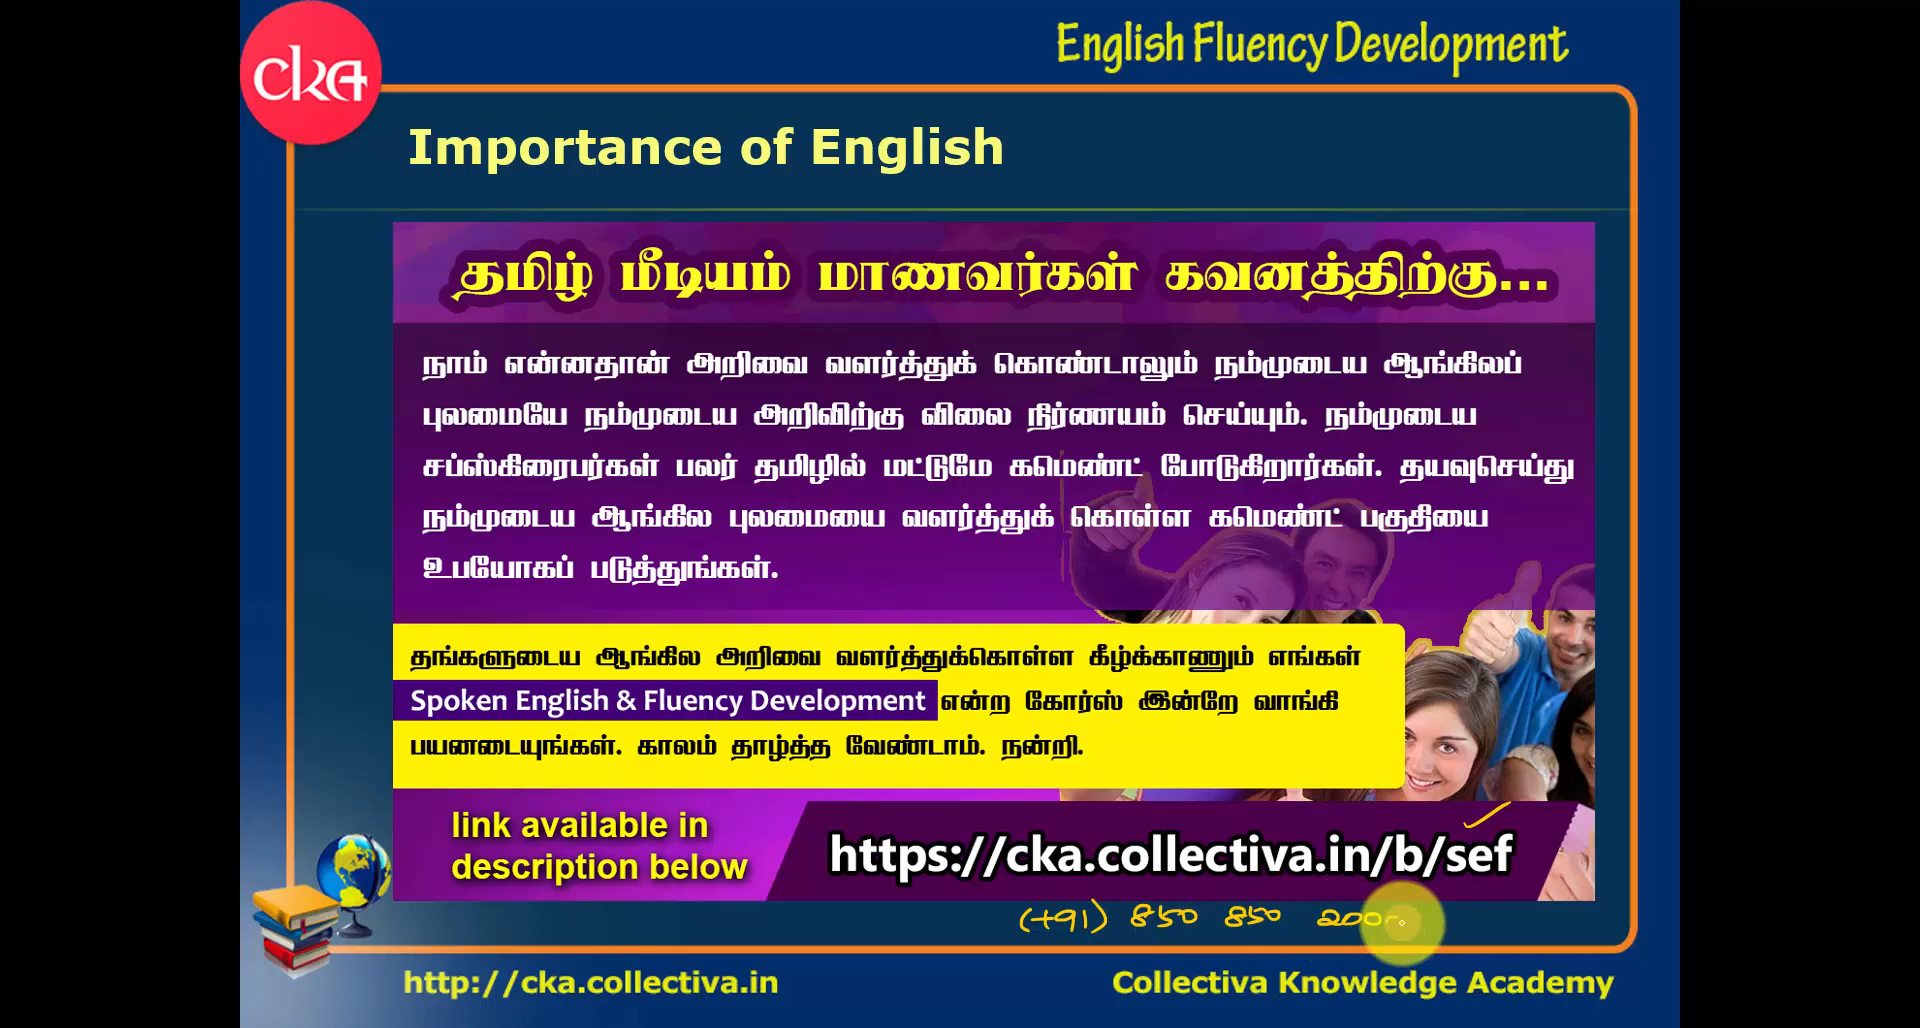 cka
English Fluency Development
Importance of English
தமிழ் மீடியம் மாணவர்கள் கவனத்திற்கு...
நாம் என்னதான் அறிவை வளர்த்துக் கொண்டாலும் நம்முடைய ஆங்கிலப்
புலமையே நம்முடைய அறிவிற்கு விலை நிர்ணயம் செய்யும். நம்முடைய
சப்ஸ்கிரைபர்கள் பலர் தமிழில் மட்டுமே கமெண்ட் போடுகிறார்கள். தயவுசெய்து
நம்முடைய ஆங்கில புலமையை வளர்த்துக் கொள்ள கமெண்ட் பகுதியை
உபயோகப் படுத்துங்கள்.
தங்களுடைய ஆங்கில அறிவை வளர்த்துக்கொள்ள கீழ்க்காணும் எங்கள்
Spoken English & Fluency Development என்ற கோர்ஸ் இன்றே வாங்கி
பயனடையுங்கள். காலம் தாழ்த்த வேண்டாம். நன்றி.
link available in
description below
https://cka.collectiva.in/b/sef
(+91) 850 850 2000
http://cka.collectiva.in
Collectiva Knowledge Academy